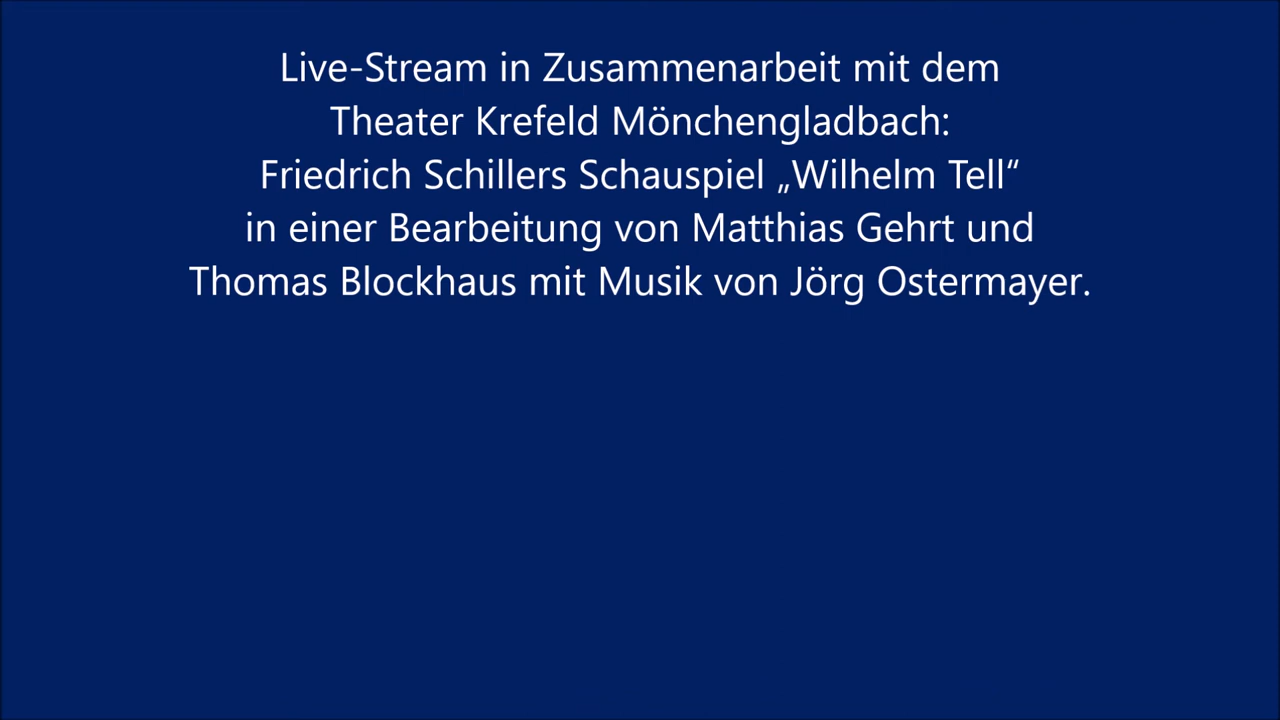 Live-Stream in Zusammenarbeit mit dem
Theater Krefeld Mönchengladbach:
Friedrich Schillers Schauspiel „Wilhelm Tell“
in einer Bearbeitung von Matthias Gehrt und
Thomas Blockhaus mit Musik von Jörg Ostermayer.